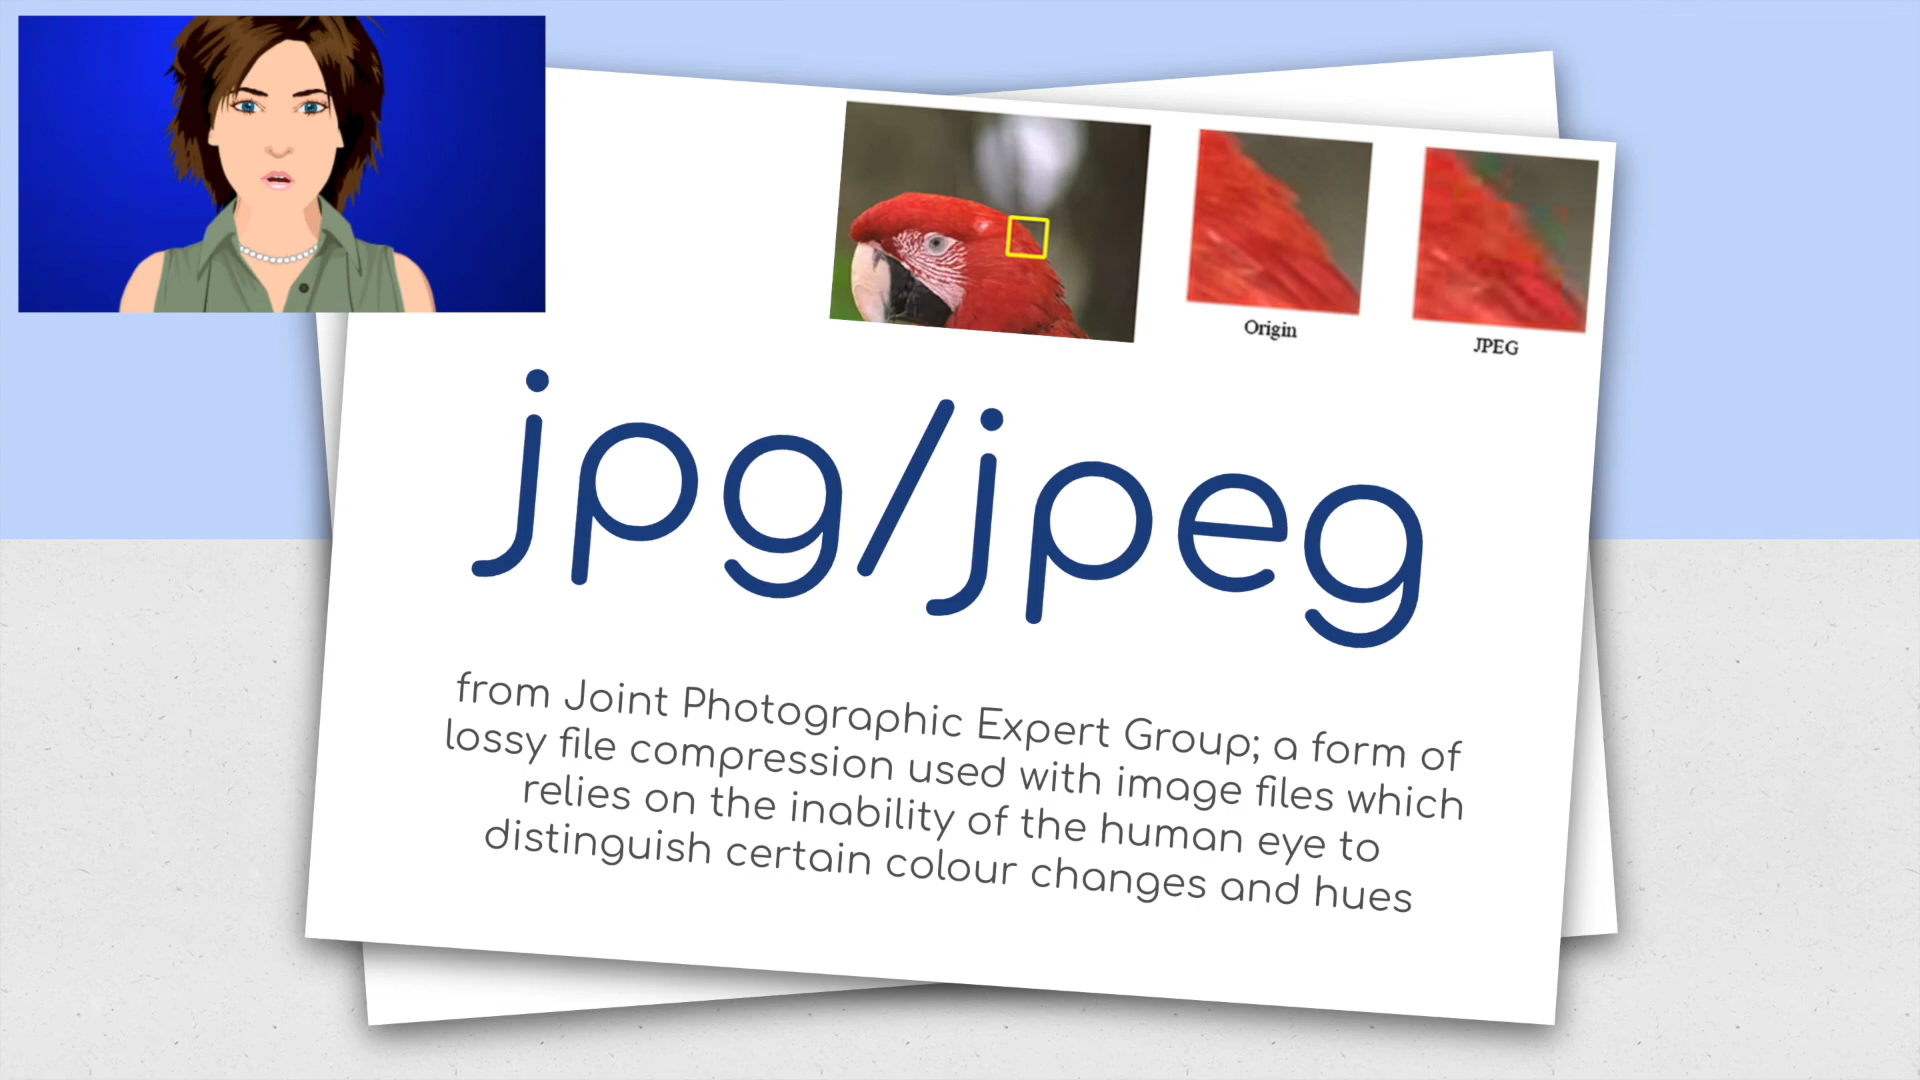 Origin
JPEG
jpg/jpeg
from Joint Photographic Expert Group; a form of
lossy file compression used with image files which
relies on the inability of the human eye to
distinguish certain colour changes and hues